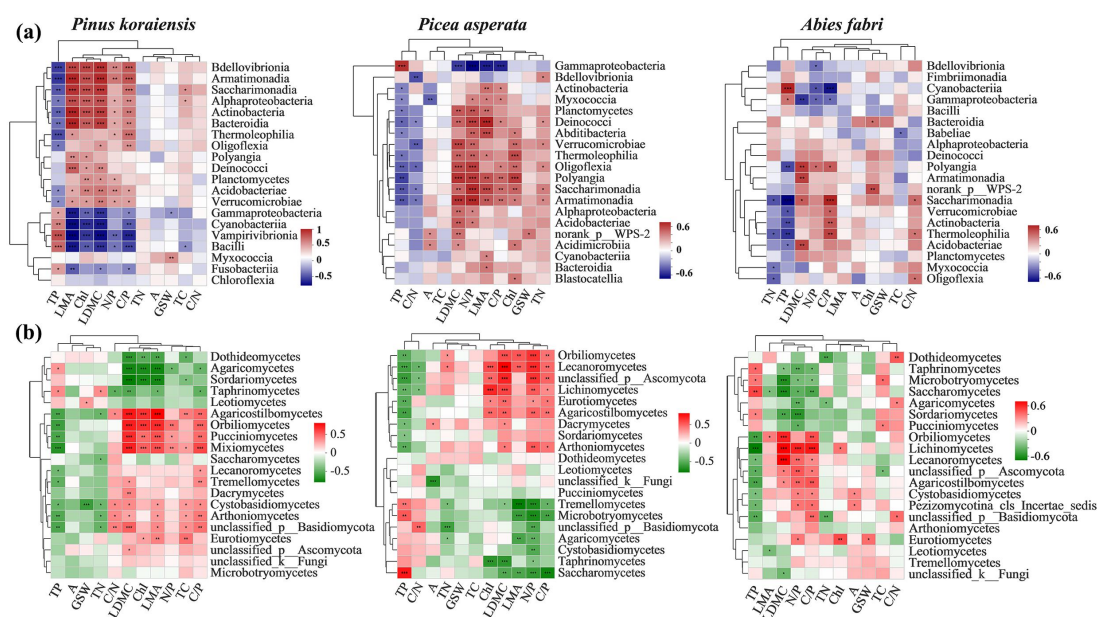 Pinus koraiensis
Picea asperata
Abies fabri
(a)
Bdellovibrionia
Armatimonadia
Saccharimonadia
Alphaproteobacteria
Actinobacteria
Bacteroidia
Thermoleophilia
Oligoflexia
Polyangia
Deinococci
Planctomycetes
Acidobacteriae
Verrucomicrobiae
Gammaproteobacteria
Cyanobacteriia
Vampirivibrionia
Bacilli
Myxococcia
Fusobacteriia
Chloroflexia
TP LMA Chl LDMC N/P C/P TN A GSW TC C/N
1
0.5
0
-0.5
Gammaproteobacteria
Bdellovibrionia
Actinobacteria
Myxococcia
Planctomycetes
Deinococci
Abditibacteria
Verrucomicrobiae
Thermoleophilia
Oligoflexia
Polyangia
Saccharimonadia
Armatimonadia
Alphaproteobacteria
Acidobacteriae
norank_p__WPS-2
Acidimicrobiia
Cyanobacteriia
Bacteroidia
Blastocatellia
TP C/N A TC LDMC N/P LMA C/P Chl GSW TN
0.6
0
-0.6
Bdellovibrionia
Fimbriimonadia
Cyanobacteriia
Gammaproteobacteria
Bacilli
Bacteroidia
Babeliae
Alphaproteobacteria
Deinococci
Polyangia
Armatimonadia
norank_p__WPS-2
Saccharimonadia
Verrucomicrobiae
Actinobacteria
Thermoleophilia
Acidobacteriae
Planctomycetes
Myxococcia
Oligoflexia
TN TP LDMC N/P C/P LMA A Chl GSW TC C/N
0.6
0
-0.6
(b)
Dothideomycetes
Agaricomycetes
Sordariomycetes
Taphrinomycetes
Leotiomycetes
Agaricostilbomycetes
Orbiliomycetes
Pucciniomycetes
Mixiomycetes
Saccharomycetes
Lecanoromycetes
Tremellomycetes
Dacrymycetes
Cystobasidiomycetes
Arthoniomycetes
unclassified_p__Basidiomycota
Eurotiomycetes
unclassified_p__Ascomycota
unclassified_k__Fungi
Microbotryomycetes
TP A GSW TN C/N LDMC Chl LMA N/P TC C/P
0.5
0
-0.5
Orbiliomycetes
Lecanoromycetes
unclassified_p__Ascomycota
Lichinomycetes
Eurotiomycetes
Agaricostilbomycetes
Dacrymycetes
Sordariomycetes
Arthoniomycetes
Dothideomycetes
Leotiomycetes
unclassified_k__Fungi
Pucciniomycetes
Tremellomycetes
Microbotryomycetes
unclassified_p__Basidiomycota
Agaricomycetes
Cystobasidiomycetes
Taphrinomycetes
Saccharomycetes
TP C/N A TN GSW TC Chl LDMC LMA N/P C/P
0.5
0
-0.5
Dothideomycetes
Taphrinomycetes
Microbotryomycetes
Saccharomycetes
Agaricomycetes
Sordariomycetes
Pucciniomycetes
Orbiliomycetes
Lichinomycetes
Lecanoromycetes
unclassified_p_Ascomycota
Agaricostilbomycetes
Cystobasidiomycetes
Pezizomycotina_cls_Incertae_sedis
unclassified_p__Basidiomycota
Arthoniomycetes
Eurotiomycetes
Leotiomycetes
Tremellomycetes
unclassified_k__Fungi
TP LMA LDMC N/P C/P TN Chl A GSW TC C/N
0.6
0
-0.6